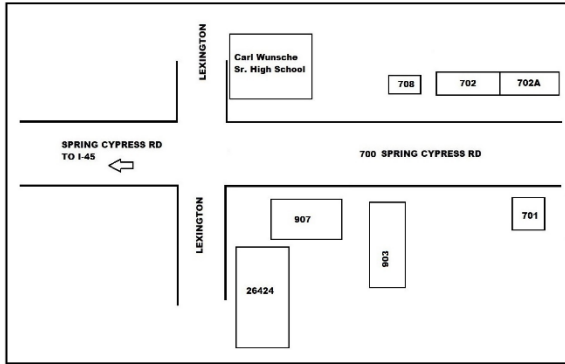 LEXINGTON
Carl Wunsche
Sr. High School
708
702
702A
SPRING CYPRESS RD
TO I-45
700 SPRING CYPRESS RD
LEXINGTON
907
903
701
26424